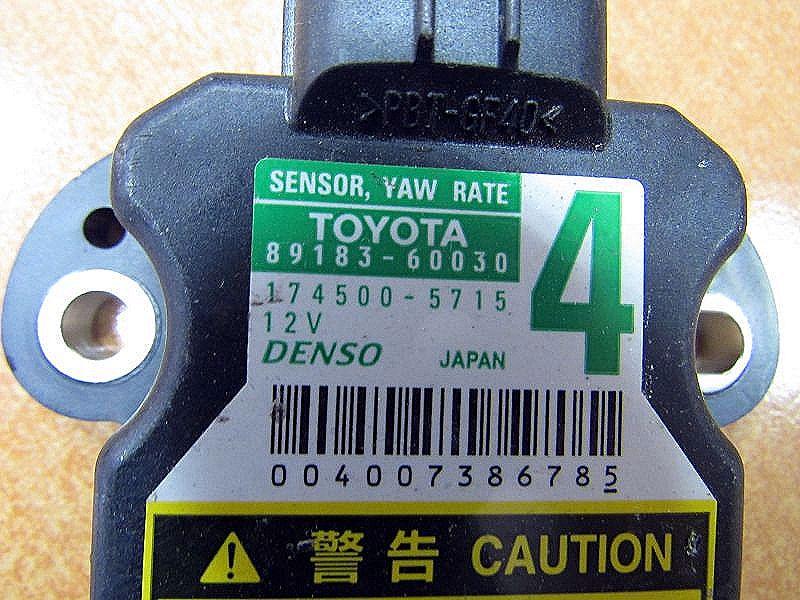 >PBT-GF40<
SENSOR, YAW RATE
TOYOTA
89183-60030
4
174500-5715
12V
DENSO JAPAN
004007386785
警告 CAUTION